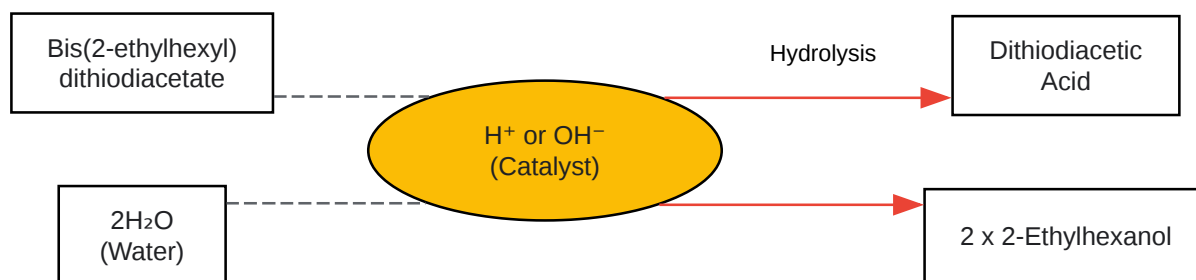 Bis(2-ethylhexyl)
dithiodiacetate
2H₂O
(Water)
H⁺ or OH⁻
(Catalyst)
Hydrolysis
Dithiodiacetic
Acid
2 x 2-Ethylhexanol